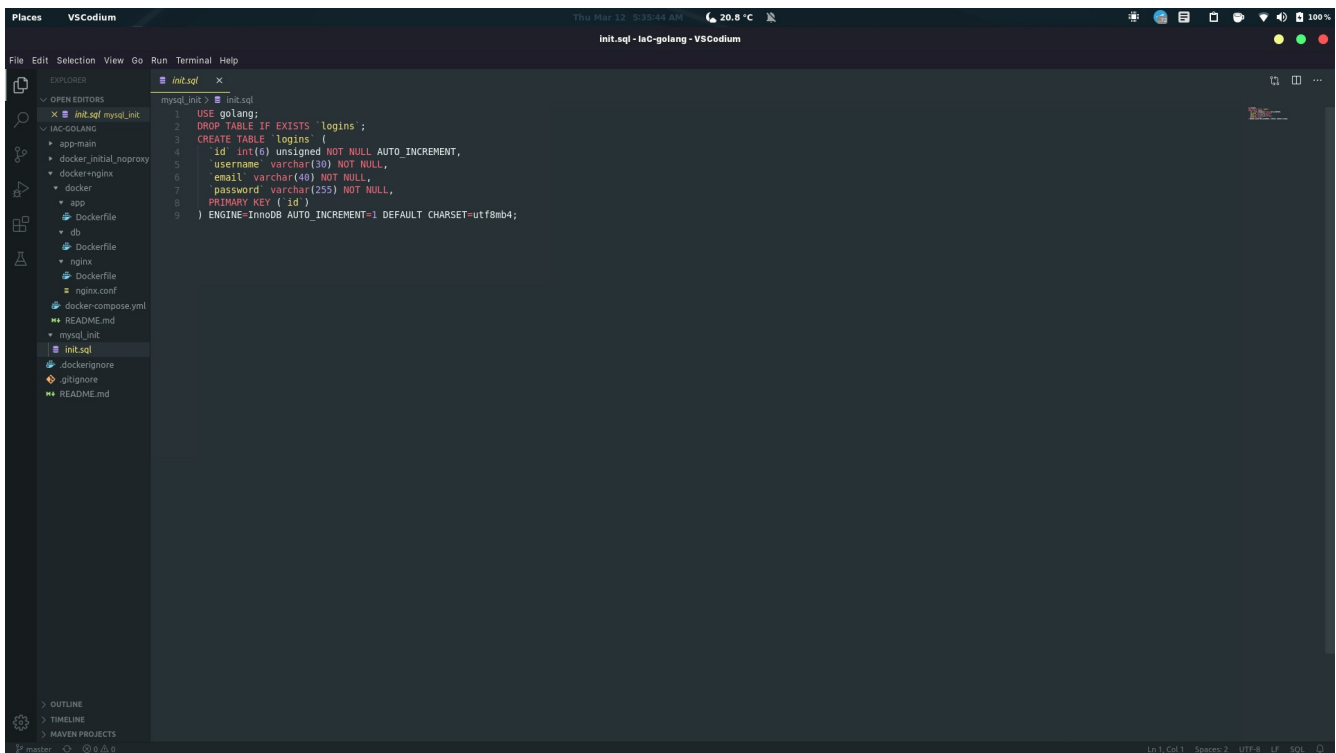 Places VSCodium Thu Mar 12 5:35:44 AM 20.8 °C 100 %
init.sql - IaC-golang - VSCodium
File Edit Selection View Go Run Terminal Help
EXPLORER
OPEN EDITORS
init.sql mysql_init
IAC-GOLANG
app-main
docker_initial_noproxy
docker+nginx
docker
app
Dockerfile
db
Dockerfile
nginx
Dockerfile
nginx.conf
docker-compose.yml
README.md
mysql_init
init.sql
.dockerignore
.gitignore
README.md
OUTLINE
TIMELINE
MAVEN PROJECTS
init.sql
mysql_init > init.sql
1 USE golang;
2 DROP TABLE IF EXISTS `logins`;
3 CREATE TABLE `logins` (
4 `id` int(6) unsigned NOT NULL AUTO_INCREMENT,
5 `username` varchar(30) NOT NULL,
6 `email` varchar(40) NOT NULL,
7 `password` varchar(255) NOT NULL,
8 PRIMARY KEY (`id`)
9 ) ENGINE=InnoDB AUTO_INCREMENT=1 DEFAULT CHARSET=utf8mb4;
master 0 0 Ln 1, Col 1 Spaces: 2 UTF-8 LF SQL